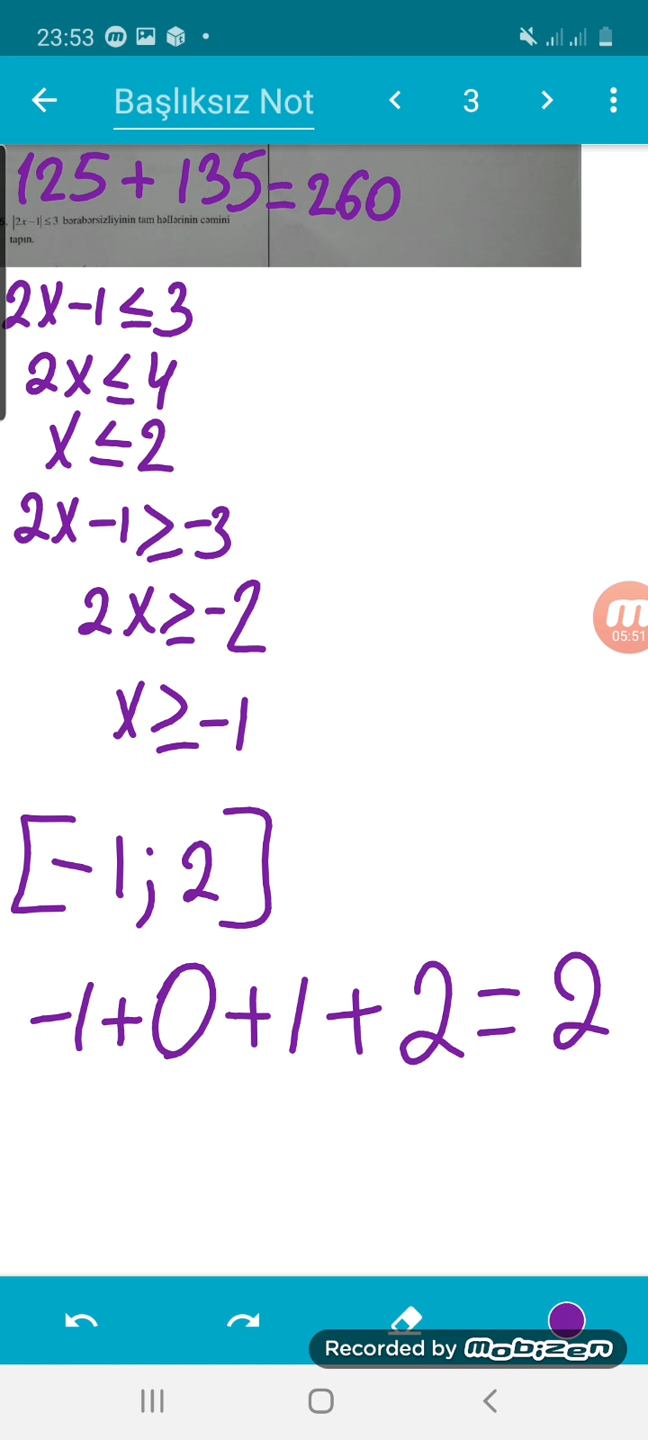 23:53
Başlıksız Not
3
125+135=260
5. |2x−1| ≤ 3 bərabərsizliyinin tam həllərinin cəmini
tapın.
2x-1≤3
2x≤4
x≤2
2x-1≥-3
2x≥-2
x≥-1
[-1;2]
-1+0+1+2=2
05:51
Recorded by Mobizen